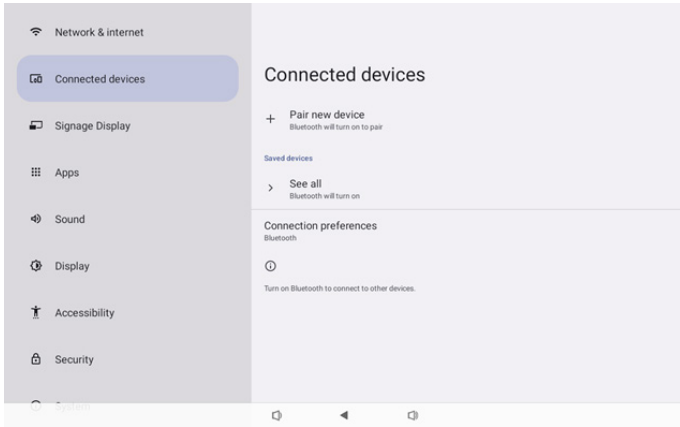 Network & internet
Connected devices
Signage Display
Apps
Sound
Display
Accessibility
Security
System
Connected devices
Pair new device
Bluetooth will turn on to pair
Saved devices
See all
Bluetooth will turn on
Connection preferences
Bluetooth
Turn on Bluetooth to connect to other devices.